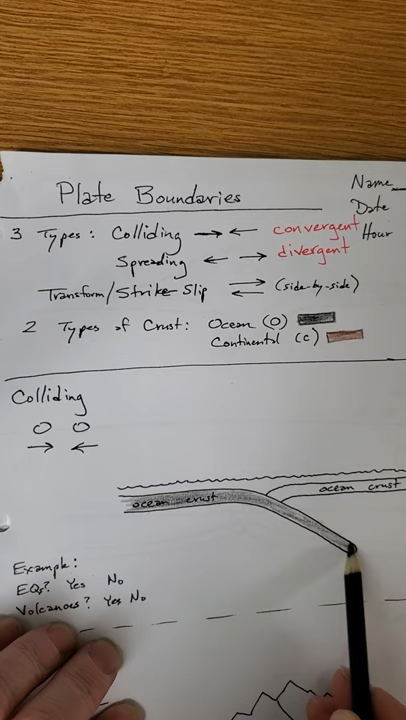 Plate Boundaries
Name
Date
Hour
3 Types: Colliding → ← convergent
Spreading ← → divergent
Transform/Strike-Slip (side-by-side)
2 Types of Crust: Ocean (O)
Continental (c)
Colliding
O O
→ ←
ocean crust
ocean crust
Example:
EQs? Yes No
Volcanoes? Yes No